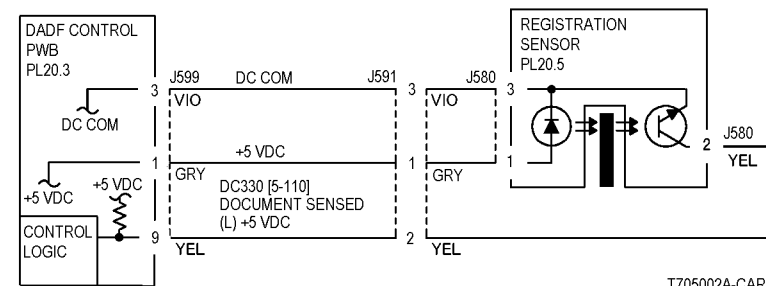 DADF CONTROL
PWB
PL20.3
REGISTRATION
SENSOR
PL20.5
J599 DC COM J591 J580
3 3 3
VIO VIO
DC COM
2 J580
YEL
+5 VDC
1 1 1
GRY GRY
+5 VDC +5 VDC
DC330 [5-110]
DOCUMENT SENSED
(L) +5 VDC
CONTROL
LOGIC
9 2
YEL YEL
T705002A-CAR